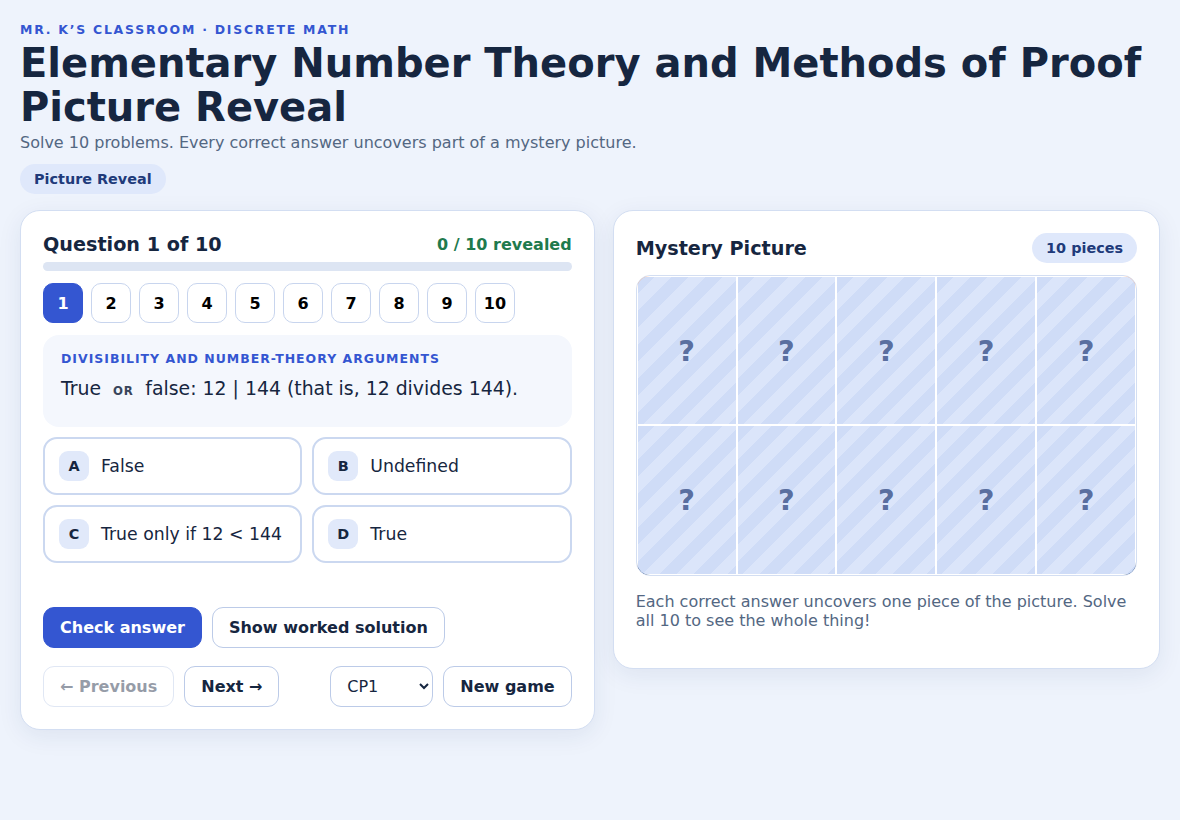 MR. K’S CLASSROOM · DISCRETE MATH
Elementary Number Theory and Methods of Proof
Picture Reveal
Solve 10 problems. Every correct answer uncovers part of a mystery picture.
Picture Reveal
Question 1 of 10
0 / 10 revealed
1 2 3 4 5 6 7 8 9 10
DIVISIBILITY AND NUMBER-THEORY ARGUMENTS
True OR false: 12 | 144 (that is, 12 divides 144).
A False
B Undefined
C True only if 12 < 144
D True
Check answer
Show worked solution
← Previous
Next →
CP1
New game
Mystery Picture
10 pieces
? ? ? ? ?
? ? ? ? ?
Each correct answer uncovers one piece of the picture. Solve
all 10 to see the whole thing!